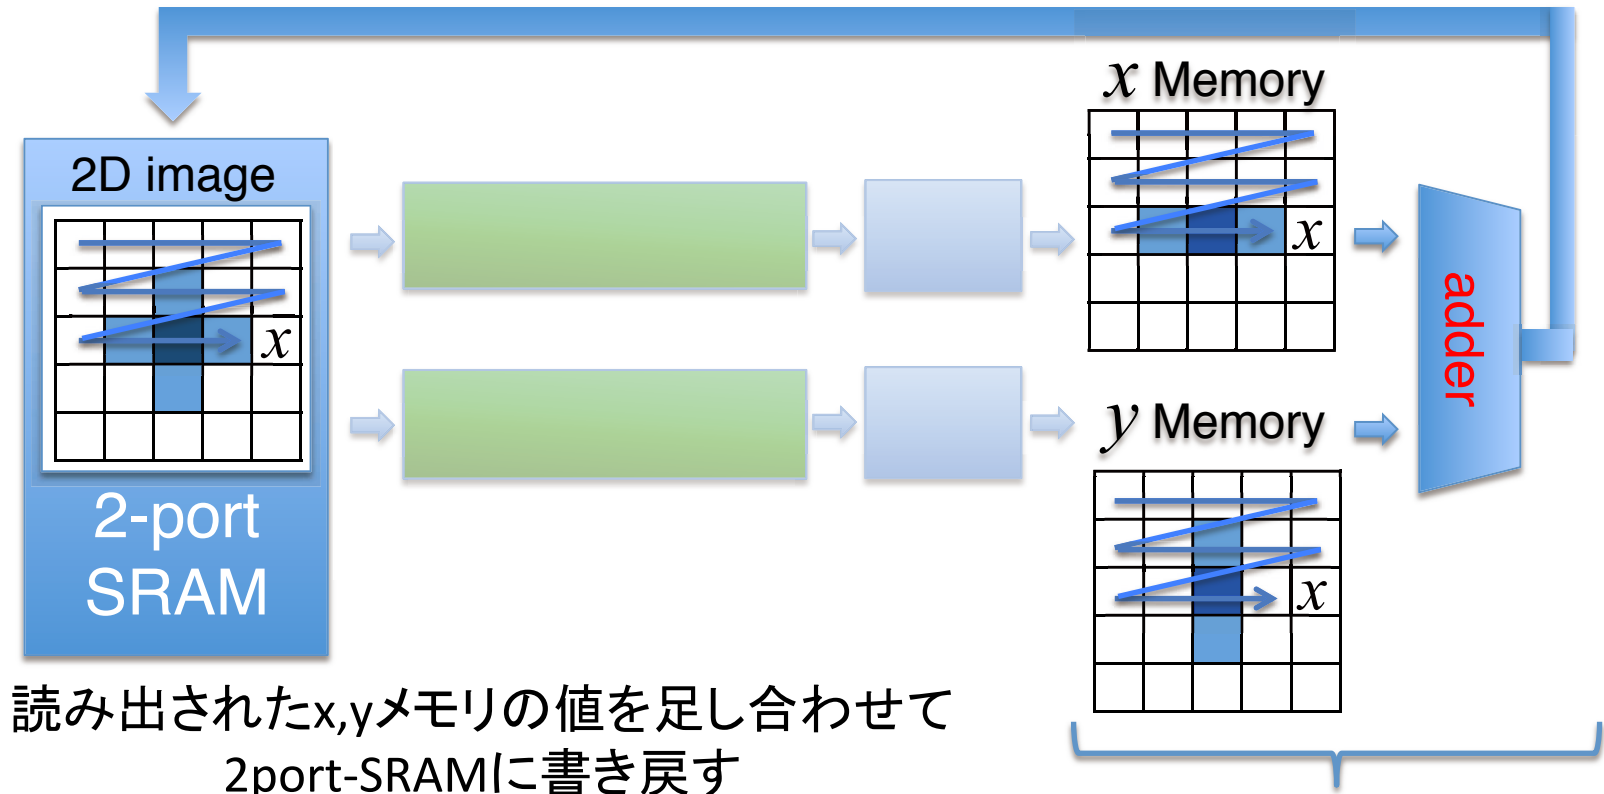 x Memory
2D image
x
x
adder
y Memory
2-port
SRAM
x
読み出されたx,yメモリの値を足し合わせて
2port-SRAMに書き戻す